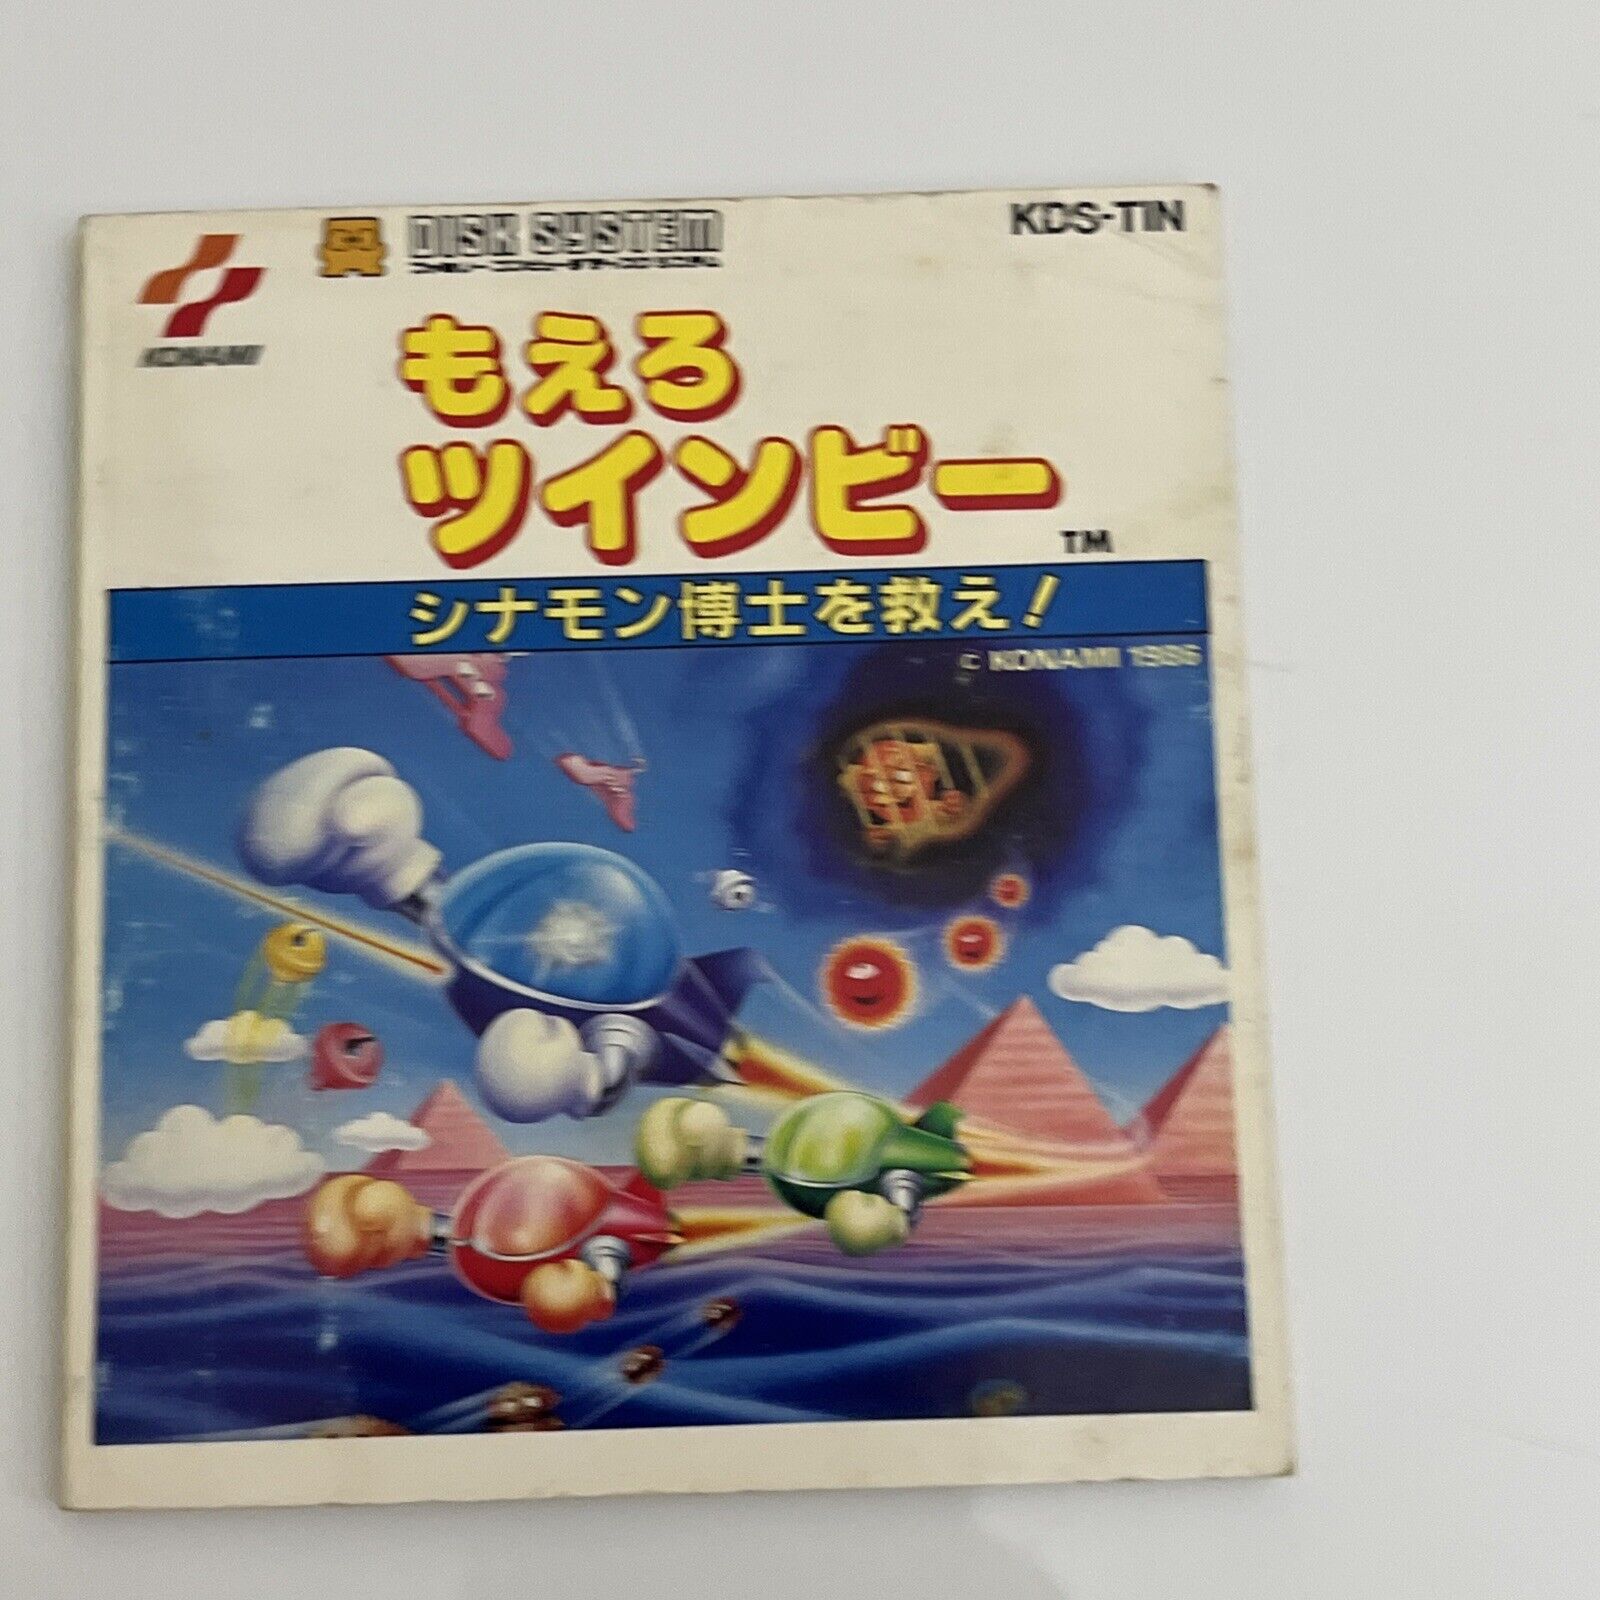 DISK SYSTEM
KDS-TIN
KONAMI
もえろ
ツインビー
TM
シナモン博士を救え!
© KONAMI 1986